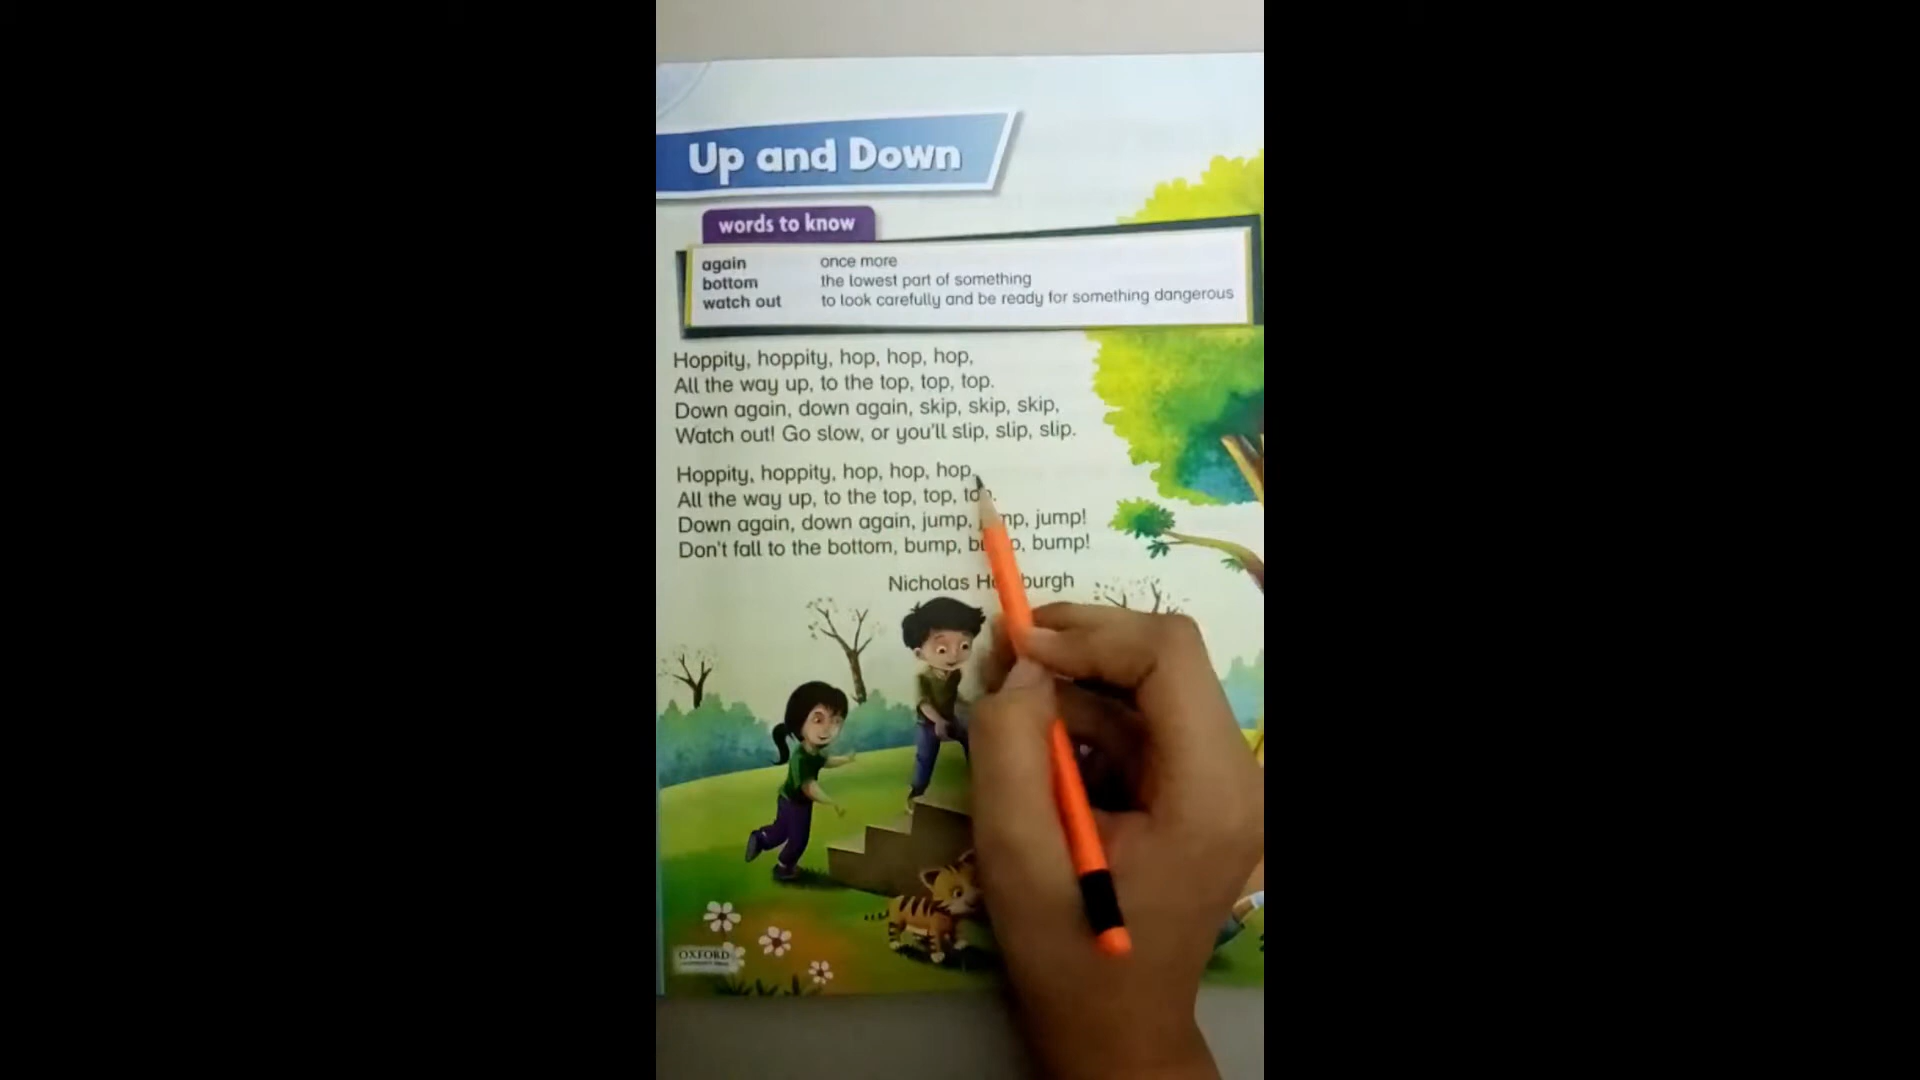 Up and Down
words to know
again once more
bottom the lowest part of something
watch out to look carefully and be ready for something dangerous
Hoppity, hoppity, hop, hop, hop,
All the way up, to the top, top, top.
Down again, down again, skip, skip, skip,
Watch out! Go slow, or you'll slip, slip, slip.
Hoppity, hoppity, hop, hop, hop,
All the way up, to the top, top, top.
Down again, down again, jump, jump, jump!
Don't fall to the bottom, bump, bump, bump!
Nicholas
OXFORD